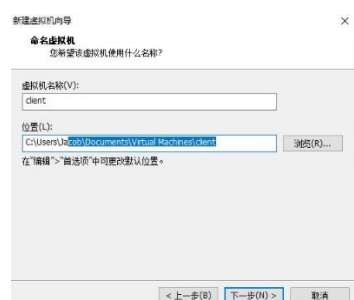 新建虚拟机向导
命名虚拟机
您希望该虚拟机使用什么名称?
虚拟机名称(V):
client
位置(L):
C:\Users\Jacob\Documents\Virtual Machines\client
浏览(R)...
在"编辑">"首选项"中可更改默认位置。
< 上一步(B)
下一步(N) >
取消